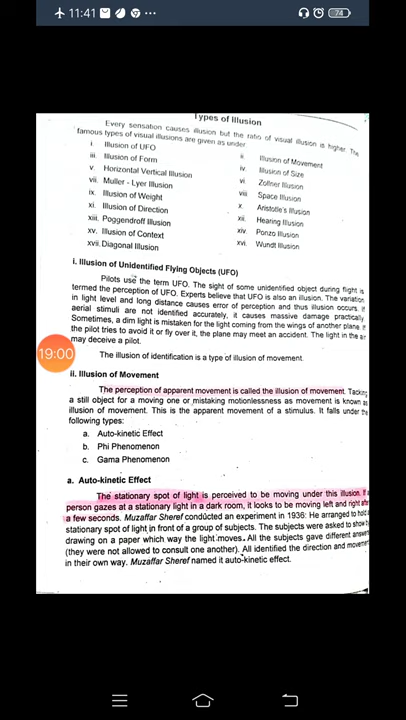 11:41
74
Types of Illusion
Every sensation causes illusion but the ratio of visual illusion is higher. The
famous types of visual illusions are given as under
i. Illusion of UFO
ii. Illusion of Movement
iii. Illusion of Form
iv. Illusion of Size
v. Horizontal Vertical Illusion
vi. Zollner Illusion
vii. Muller - Lyer Illusion
viii Space Illusion
ix. Illusion of Weight
x. Aristotle's Illusion
xi. Illusion of Direction
xii. Hearing Illusion
xiii. Poggendroff Illusion
xiv. Ponzo Illusion
xv. Illusion of Context
xvi. Wundt Illusion
xvii. Diagonal Illusion
i. Illusion of Unidentified Flying Objects (UFO)
Pilots use the term UFO. The sight of some unidentified object during flight is
termed the perception of UFO. Experts believe that UFO is also an illusion. The variation
in light level and long distance causes error of perception and thus illusion occurs. If
aerial stimuli are not identified accurately, it causes massive damage practically
Sometimes, a dim light is mistaken for the light coming from the wings of another plane. If
the pilot tries to avoid it or fly over it, the plane may meet an accident. The light in the air
may deceive a pilot.
19:00
The illusion of identification is a type of illusion of movement.
ii. Illusion of Movement
The perception of apparent movement is called the illusion of movement. Tacking
a still object for a moving one or mistaking motionlessness as movement is known as
illusion of movement. This is the apparent movement of a stimulus. It falls under the
following types:
a. Auto-kinetic Effect
b. Phi Phenomenon
c. Gama Phenomenon
a. Auto-kinetic Effect
The stationary spot of light is perceived to be moving under this illusion. If a
person gazes at a stationary light in a dark room, it looks to be moving left and right after
a few seconds. Muzaffar Sheref conducted an experiment in 1936: He arranged to hold a
stationary spot of light in front of a group of subjects. The subjects were asked to show by
drawing on a paper which way the light moves. All the subjects gave different answers
(they were not allowed to consult one another). All identified the direction and movement
in their own way. Muzaffar Sheref named it auto-kinetic effect.